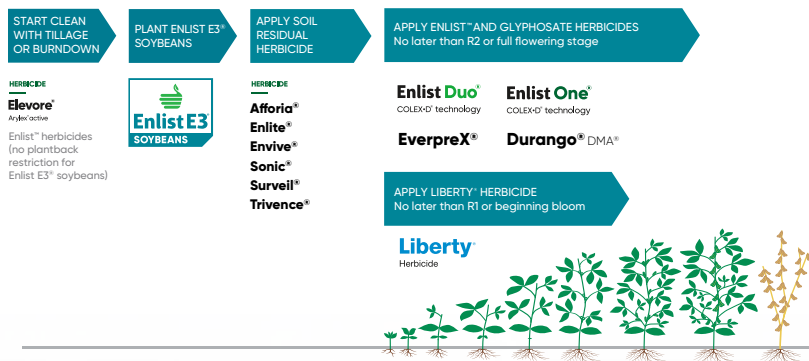 START CLEAN
WITH TILLAGE
OR BURNDOWN
HERBICIDE
Elevore®
Arylex®active
Enlist™ herbicides
(no plantback
restriction for
Enlist E3® soybeans)
PLANT ENLIST E3®
SOYBEANS
Enlist E3®
SOYBEANS
APPLY SOIL
RESIDUAL
HERBICIDE
HERBICIDE
Afforia®
Enlite®
Envive®
Sonic®
Surveil®
Trivence®
APPLY ENLIST™ AND GLYPHOSATE HERBICIDES
No later than R2 or full flowering stage
Enlist Duo®
COLEX•D® technology
Enlist One®
COLEX•D® technology
EverpreX®
Durango® DMA®
APPLY LIBERTY® HERBICIDE
No later than R1 or beginning bloom
Liberty®
Herbicide